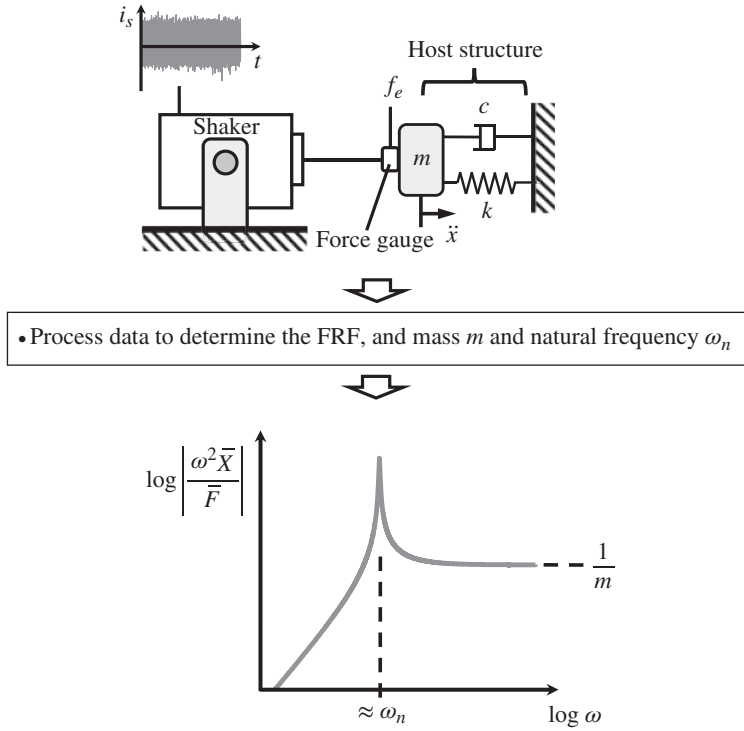 i_s
t
Host structure
f_e
c
Shaker
m
k
Force gauge
ẍ
• Process data to determine the FRF, and mass m and natural frequency ω_n
log |ω²X̄ / F̄|
1/m
≈ ω_n
log ω